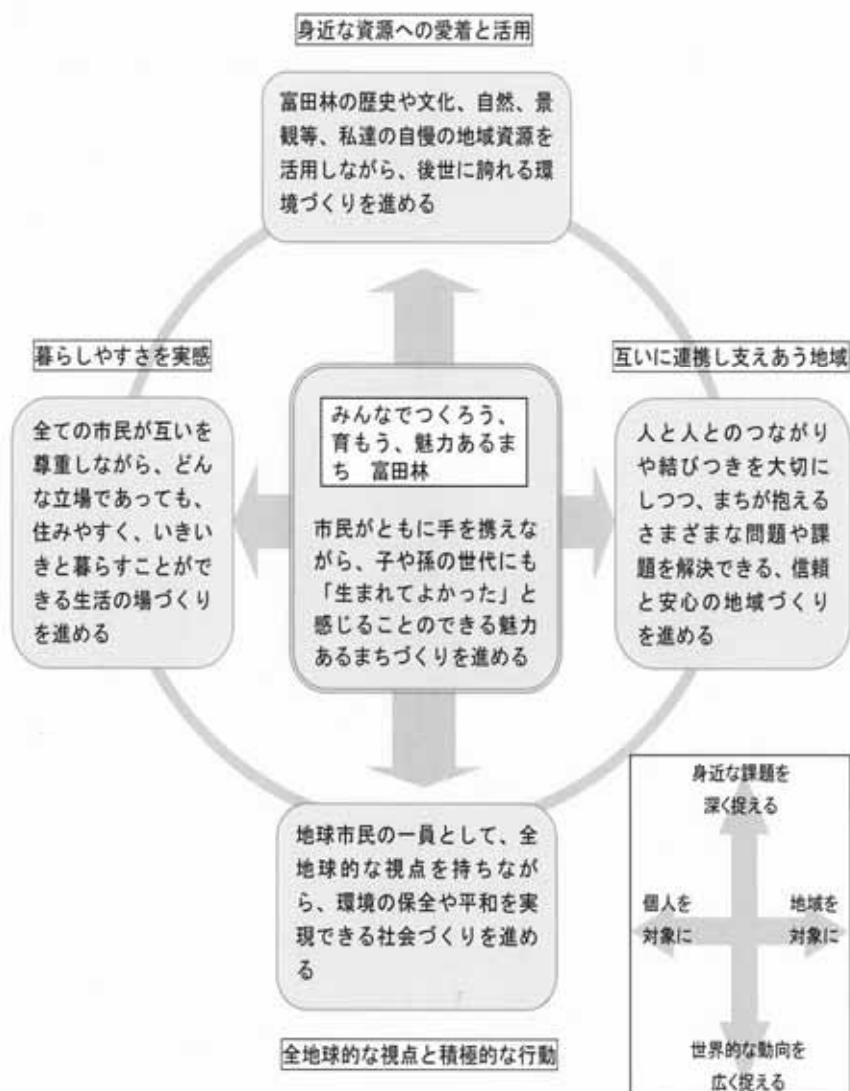 身近な資源への愛着と活用
富田林の歴史や文化、自然、景
観等、私達の自慢の地域資源を
活用しながら、後世に誇れる環
境づくりを進める
暮らしやすさを実感
全ての市民が互いを
尊重しながら、どん
な立場であっても、
住みやすく、いきい
きと暮らすことがで
きる生活の場づくり
を進める
みんなでつくろう、
育もう、魅力あるま
ち　富田林
市民がともに手を携えな
がら、子や孫の世代にも
「生まれてよかった」と
感じることのできる魅力
あるまちづくりを進める
互いに連携し支えあう地域
人と人とのつながり
や結びつきを大切に
しつつ、まちが抱える
さまざまな問題や課
題を解決できる、信頼
と安心の地域づくり
を進める
地球市民の一員として、全
地球的な視点を持ちなが
ら、環境の保全や平和を実
現できる社会づくりを進め
る
全地球的な視点と積極的な行動
身近な課題を
深く捉える
個人を
対象に
地域を
対象に
世界的な動向を
広く捉える